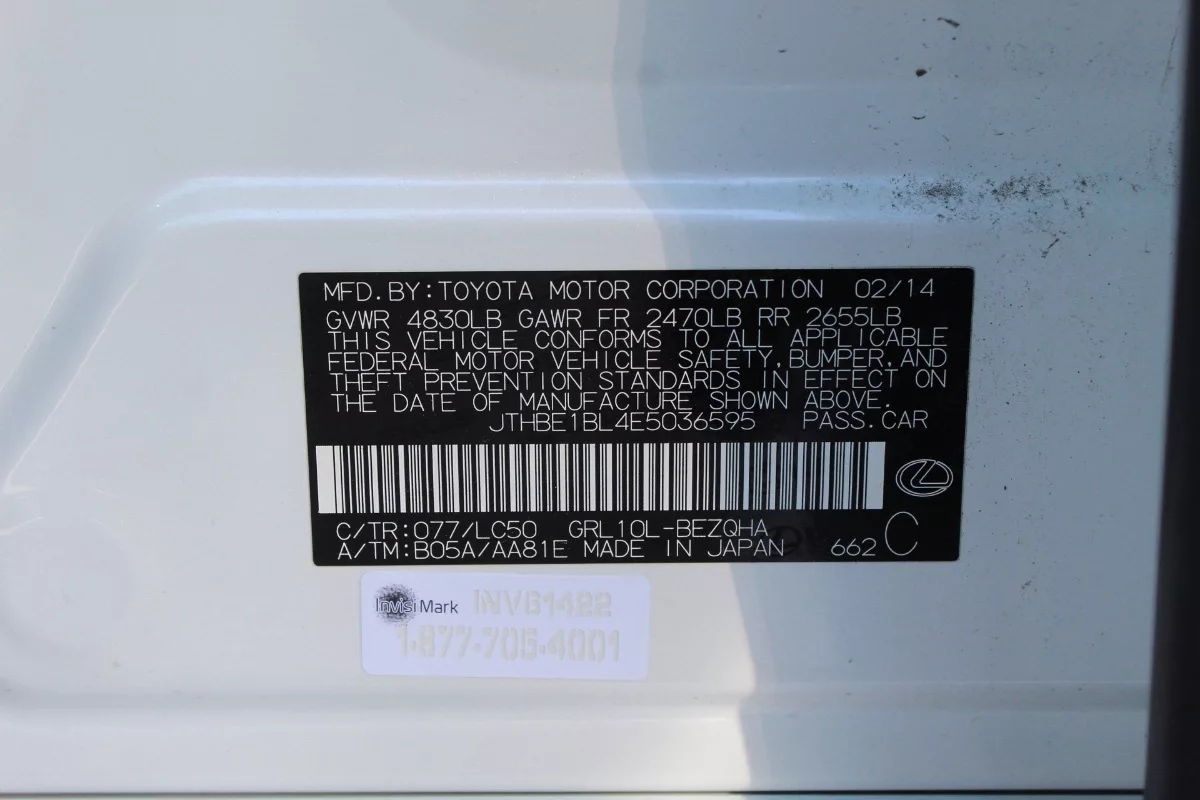 MFD.BY:TOYOTA MOTOR CORPORATION 02/14
GVWR 4830LB GAWR FR 2470LB RR 2655LB
THIS VEHICLE CONFORMS TO ALL APPLICABLE
FEDERAL MOTOR VEHICLE SAFETY,BUMPER,AND
THEFT PREVENTION STANDARDS IN EFFECT ON
THE DATE OF MANUFACTURE SHOWN ABOVE.
JTHBE1BL4E5036595 PASS.CAR
C/TR:077/LC50 GRL10L-BEZQHA
A/TM:B05A/AA81E MADE IN JAPAN 662 C
InvisiMark INV61422
1-877-705-4001